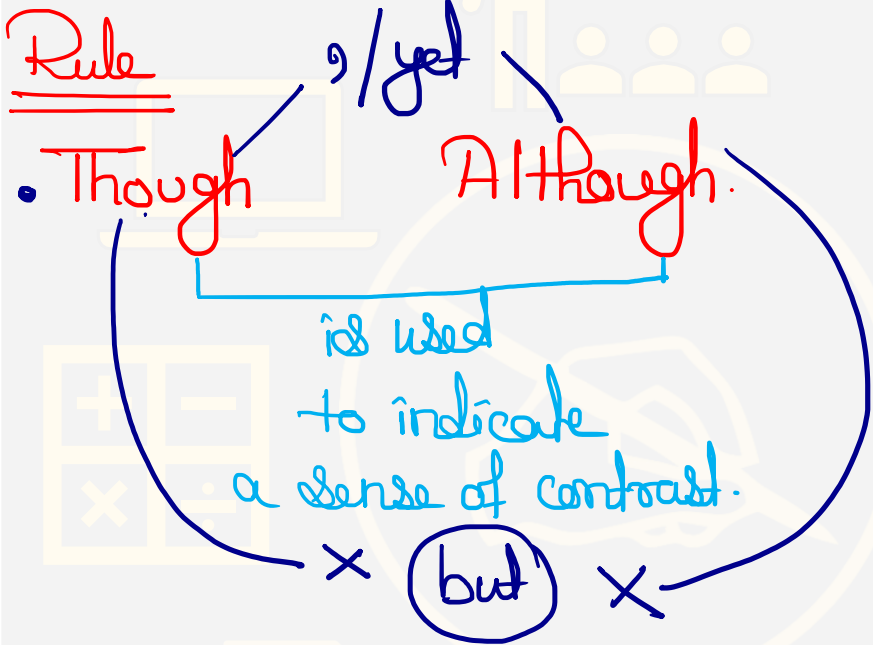 Rule
, / yet
• Though Although.
is used
to indicate
a sense of contrast.
× but ×